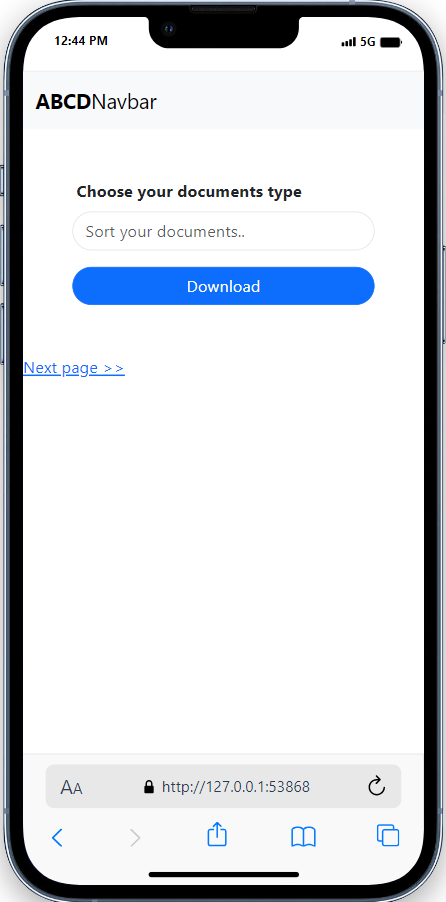 12:44 PM 5G
ABCDNavbar
Choose your documents type
Sort your documents..
Download
Next page >>
AA http://127.0.0.1:53868